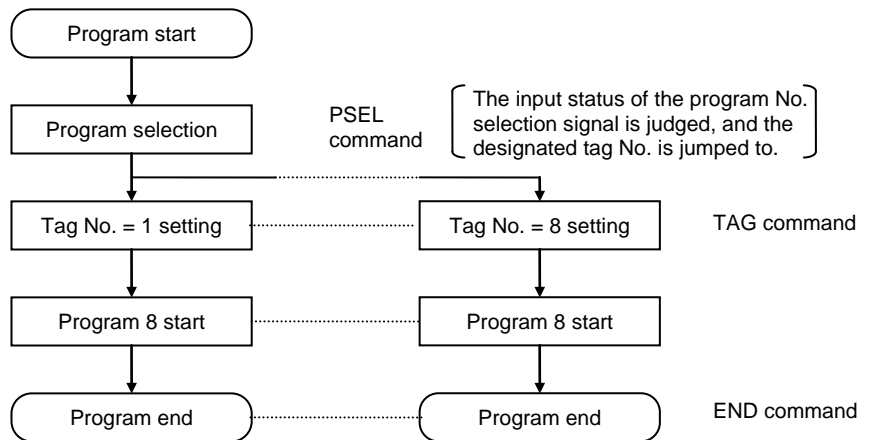 Program start
Program selection
PSEL
command
The input status of the program No.
selection signal is judged, and the
designated tag No. is jumped to.
Tag No. = 1 setting
Tag No. = 8 setting
TAG command
Program 8 start
Program 8 start
Program end
Program end
END command